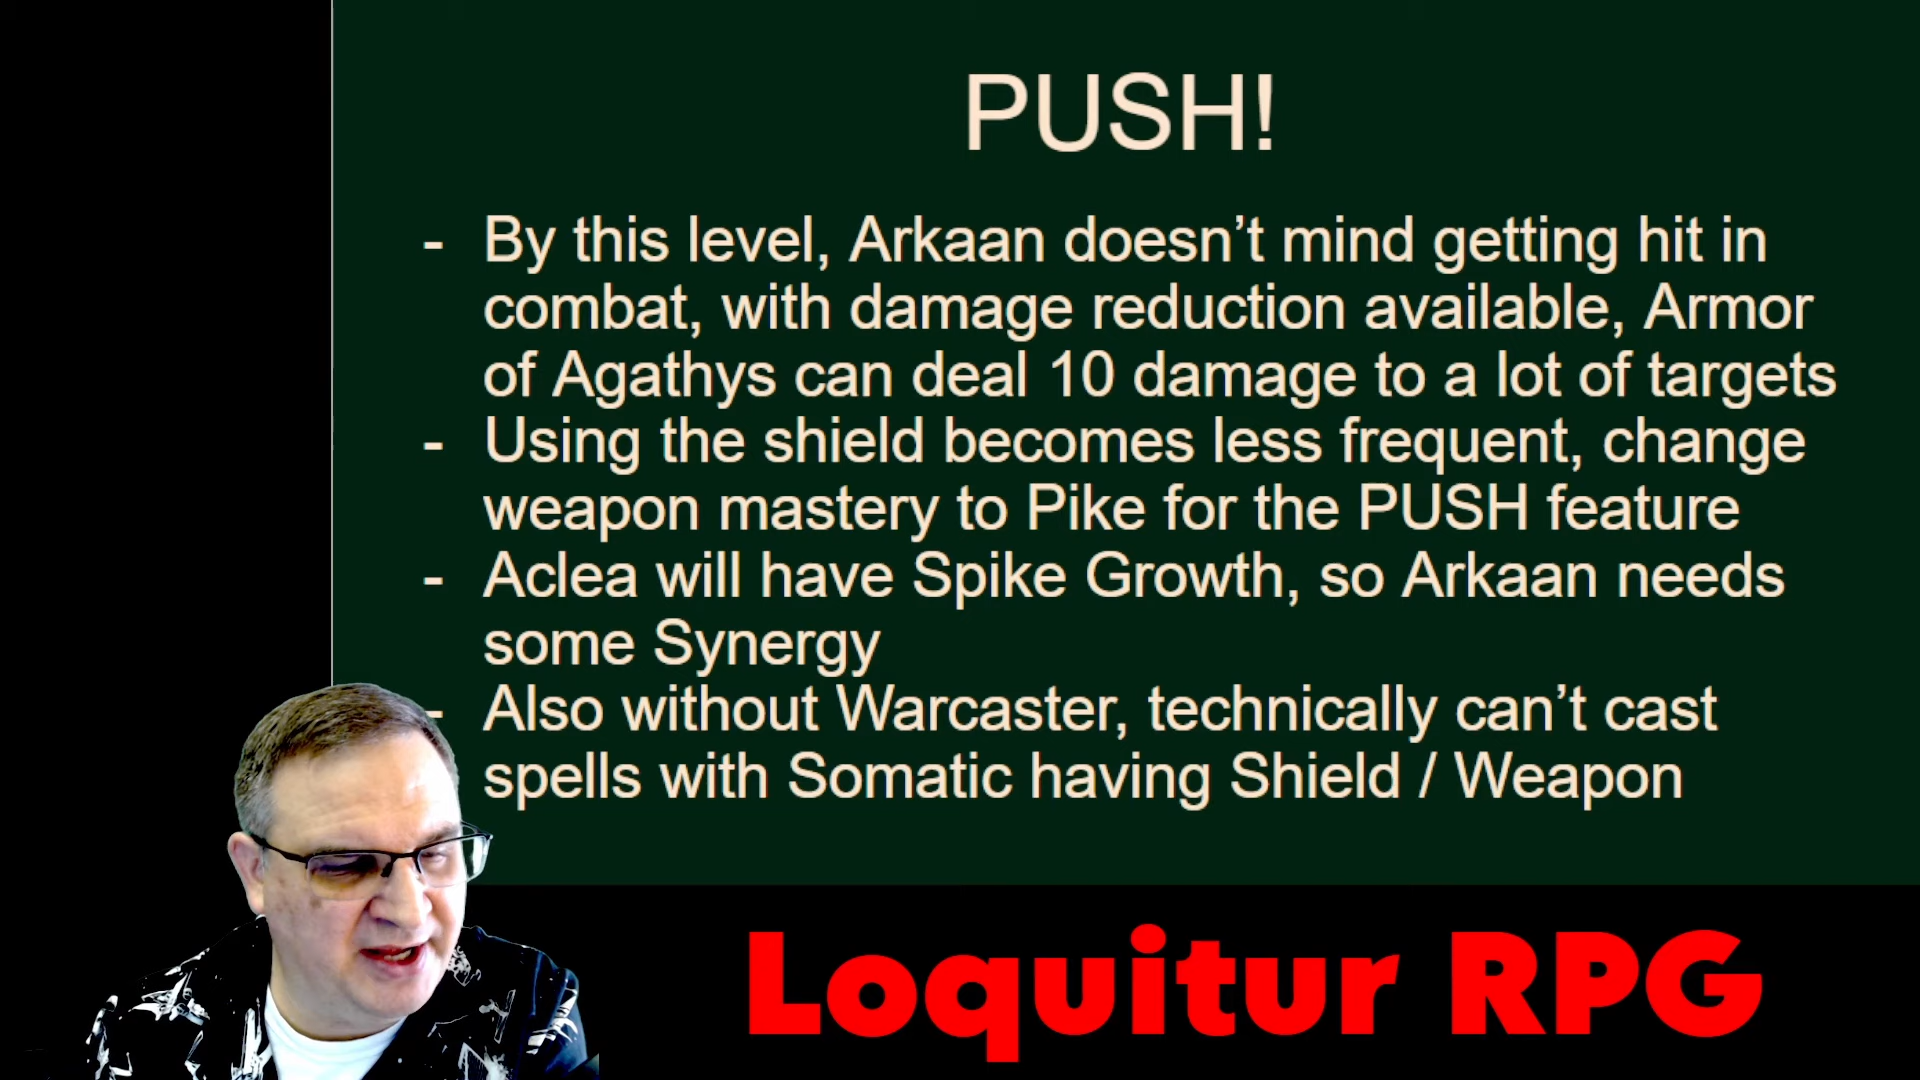 PUSH!
- By this level, Arkaan doesn’t mind getting hit in
combat, with damage reduction available, Armor
of Agathys can deal 10 damage to a lot of targets
- Using the shield becomes less frequent, change
weapon mastery to Pike for the PUSH feature
- Aclea will have Spike Growth, so Arkaan needs
some Synergy
- Also without Warcaster, technically can’t cast
spells with Somatic having Shield / Weapon
Loquitur RPG